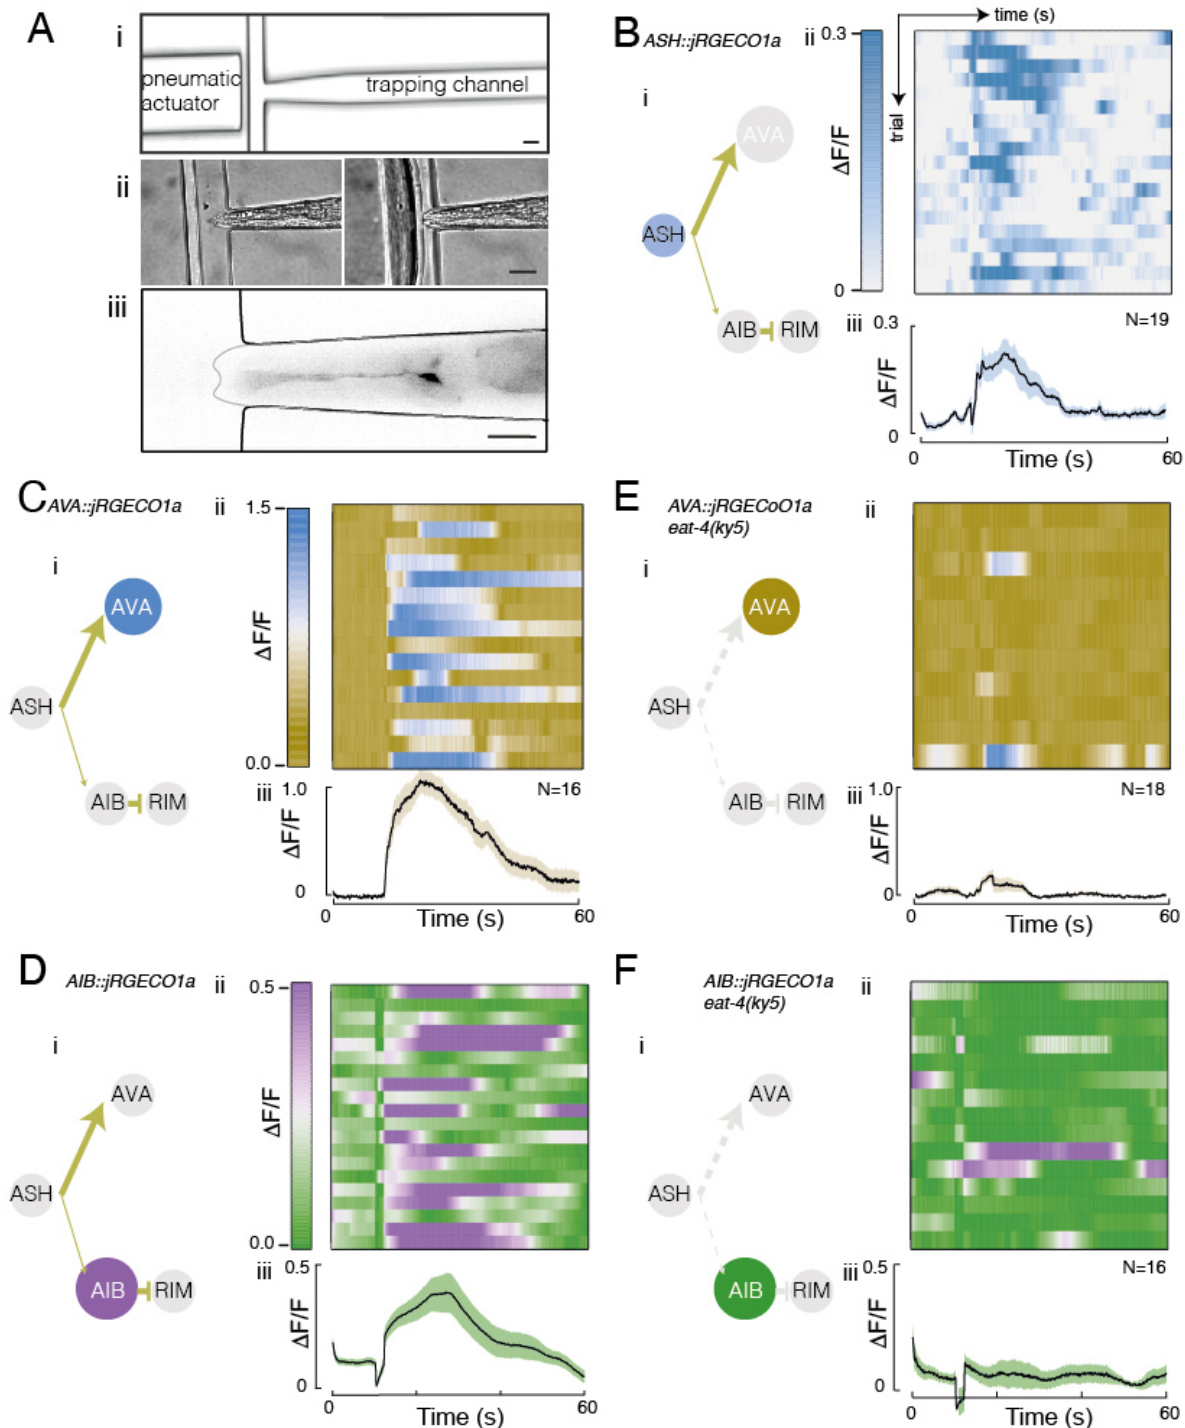 A
i
pneumatic
actuator
trapping channel
ii
iii
B
ASH::jRGECO1a
i
AVA
ASH
AIB
RIM
ii
0.3
ΔF/F
0
time (s)
trial
iii
N=19
0.3
ΔF/F
0
0
Time (s)
60
C
AVA::jRGECO1a
i
AVA
ASH
AIB
RIM
ii
1.5
ΔF/F
0.0
iii
N=16
1.0
ΔF/F
0
0
Time (s)
60
E
AVA::jRGECoO1a
eat-4(ky5)
i
AVA
ASH
AIB
RIM
ii
iii
N=18
1.0
ΔF/F
0
0
Time (s)
60
D
AIB::jRGECO1a
i
AVA
ASH
AIB
RIM
ii
0.5
ΔF/F
0.0
iii
0.5
ΔF/F
0
0
Time (s)
60
F
AIB::jRGECO1a
eat-4(ky5)
i
AVA
ASH
AIB
RIM
ii
iii
N=16
0.5
ΔF/F
0
0
Time (s)
60